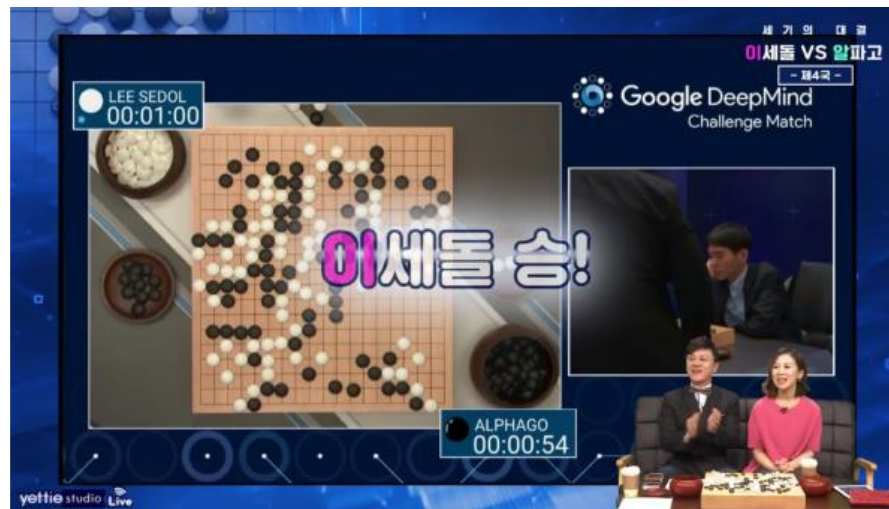 세기의 대결
이세돌 VS 알파고
- 제4국 -
LEE SEDOL
00:01:00
Google DeepMind
Challenge Match
이세돌 승!
ALPHAGO
00:00:54
yettie studio Live